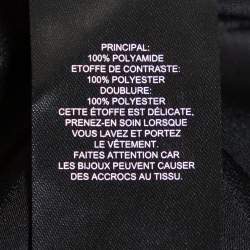 PRINCIPAL:
100% POLYAMIDE
ETOFFE DE CONTRASTE:
100% POLYESTER
DOUBLURE:
100% POLYESTER
CETTE ÉTOFFE EST DÉLICATE,
PRENEZ-EN SOIN LORSQUE
VOUS LAVEZ ET PORTEZ
LE VÊTEMENT.
FAITES ATTENTION CAR
LES BIJOUX PEUVENT CAUSER
DES ACCROCS AU TISSU.